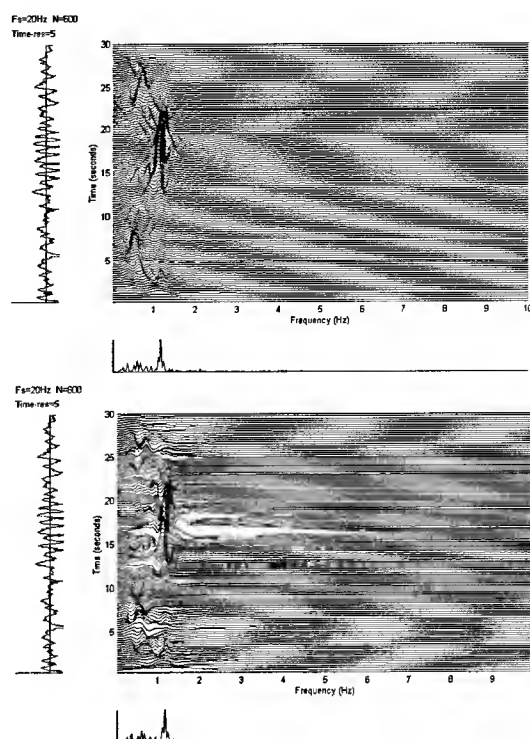 Fs=20Hz N=600
Time-res=5
30
25
20
15
10
5
Time (seconds)
1 2 3 4 5 6 7 8 9 10
Frequency (Hz)
Fs=20Hz N=600
Time-res=5
30
25
20
15
10
5
Time (seconds)
1 2 3 4 5 6 7 8 9
Frequency (Hz)